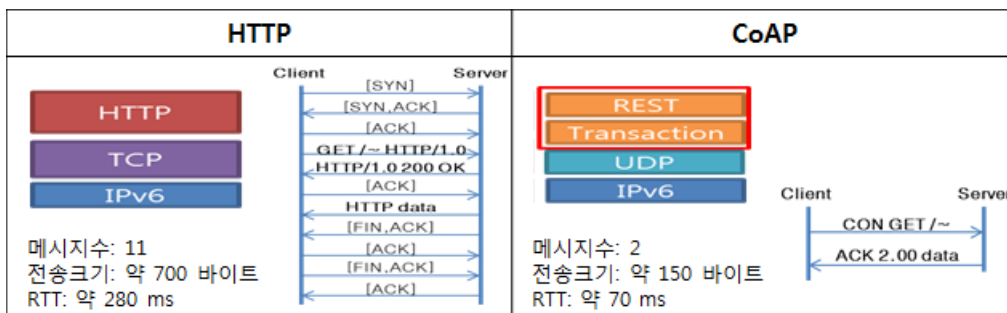 HTTP
CoAP
HTTP
TCP
IPv6
Client Server
[SYN]
[SYN,ACK]
[ACK]
GET /~ HTTP/1.0
HTTP/1.0 200 OK
[ACK]
HTTP data
[FIN,ACK]
[ACK]
[FIN,ACK]
[ACK]
메시지수: 11
전송크기: 약 700 바이트
RTT: 약 280 ms
REST
Transaction
UDP
IPv6
Client Server
CON GET /~
ACK 2.00 data
메시지수: 2
전송크기: 약 150 바이트
RTT: 약 70 ms